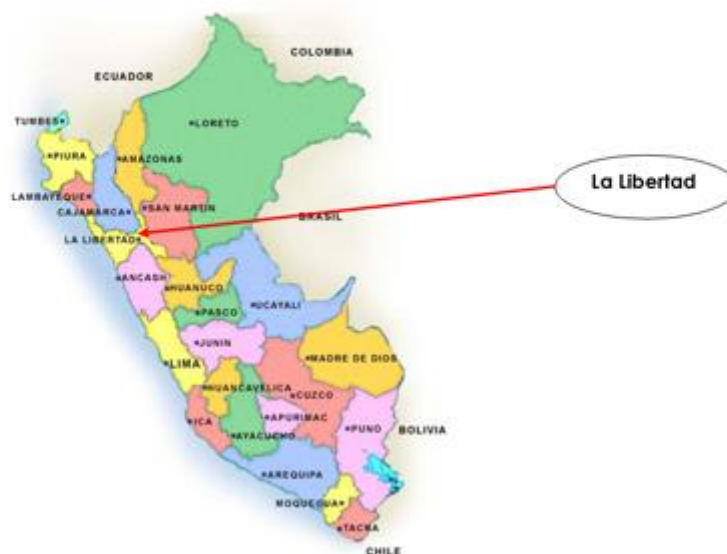 COLOMBIA
ECUADOR
TUMBES
LORETO
PIURA
AMAZONAS
LAMBAYEQUE
CAJAMARCA
SAN MARTIN
La Libertad
BRASIL
LA LIBERTAD
ANCASH
HUANUCO
UCAYALI
PASCO
JUNIN
LIMA
MADRE DE DIOS
HUANCAVELICA
CUZCO
ICA
APURIMAC
AYACUCHO
PUNO
BOLIVIA
AREQUIPA
MOQUEGUA
TACNA
CHILE